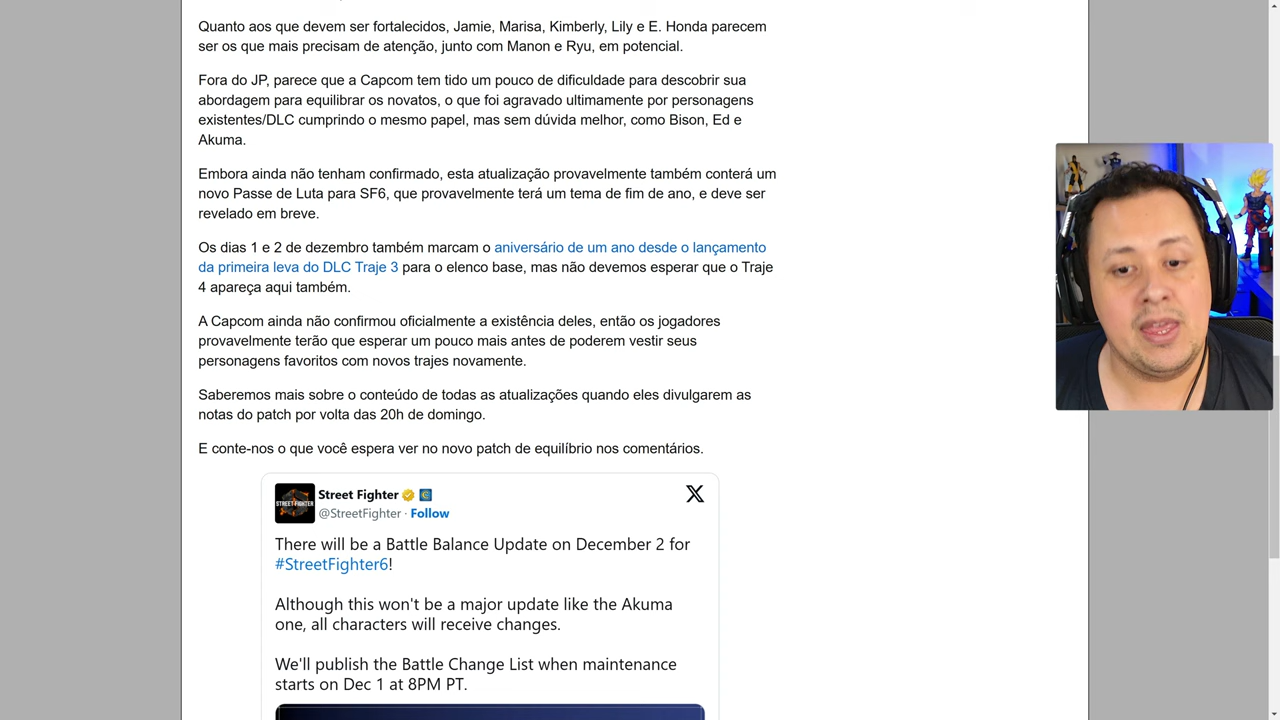 Quanto aos que devem ser fortalecidos, Jamie, Marisa, Kimberly, Lily e E. Honda parecem
ser os que mais precisam de atenção, junto com Manon e Ryu, em potencial.
Fora do JP, parece que a Capcom tem tido um pouco de dificuldade para descobrir sua
abordagem para equilibrar os novatos, o que foi agravado ultimamente por personagens
existentes/DLC cumprindo o mesmo papel, mas sem dúvida melhor, como Bison, Ed e
Akuma.
Embora ainda não tenham confirmado, esta atualização provavelmente também conterá um
novo Passe de Luta para SF6, que provavelmente terá um tema de fim de ano, e deve ser
revelado em breve.
Os dias 1 e 2 de dezembro também marcam o aniversário de um ano desde o lançamento
da primeira leva do DLC Traje 3 para o elenco base, mas não devemos esperar que o Traje
4 apareça aqui também.
A Capcom ainda não confirmou oficialmente a existência deles, então os jogadores
provavelmente terão que esperar um pouco mais antes de poderem vestir seus
personagens favoritos com novos trajes novamente.
Saberemos mais sobre o conteúdo de todas as atualizações quando eles divulgarem as
notas do patch por volta das 20h de domingo.
E conte-nos o que você espera ver no novo patch de equilíbrio nos comentários.
STREET FIGHTER
Street Fighter
@StreetFighter · Follow
There will be a Battle Balance Update on December 2 for
#StreetFighter6!
Although this won't be a major update like the Akuma
one, all characters will receive changes.
We'll publish the Battle Change List when maintenance
starts on Dec 1 at 8PM PT.